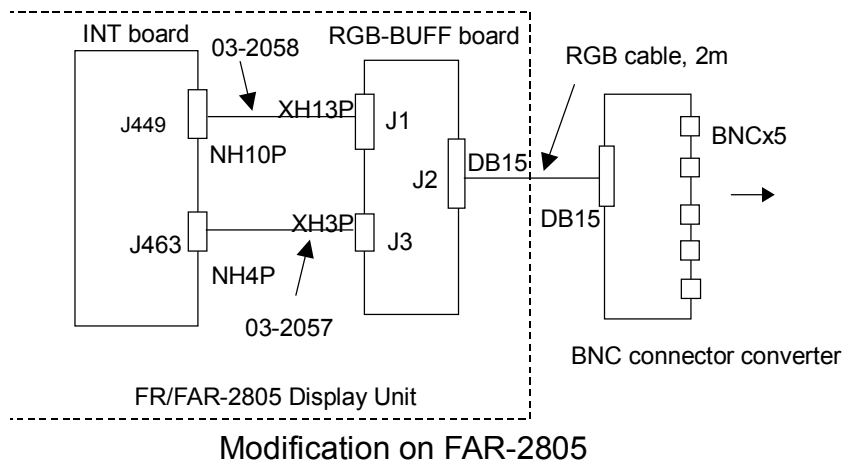 INT board
RGB-BUFF board
03-2058
RGB cable, 2m
XH13P
J1
BNCx5
J449
NH10P
DB15
J2
XH3P
DB15
J463
J3
NH4P
03-2057
BNC connector converter
FR/FAR-2805 Display Unit
Modification on FAR-2805